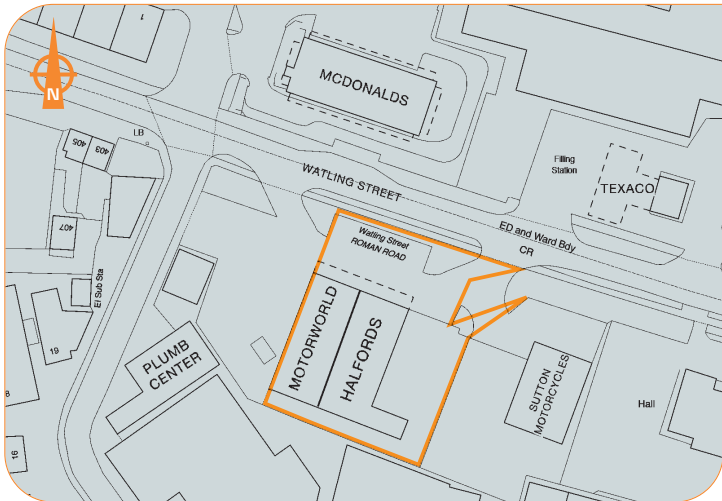 1
N
MCDONALDS
LB
405
403
WATLING STREET
Filling
Station
TEXACO
407
Watling Street
ROMAN ROAD
ED and Ward Bdy
CR
El Sub Sta
MOTORWORLD
HALFORDS
19
PLUMB
CENTER
8
SUTTON
MOTORCYCLES
Hall
16